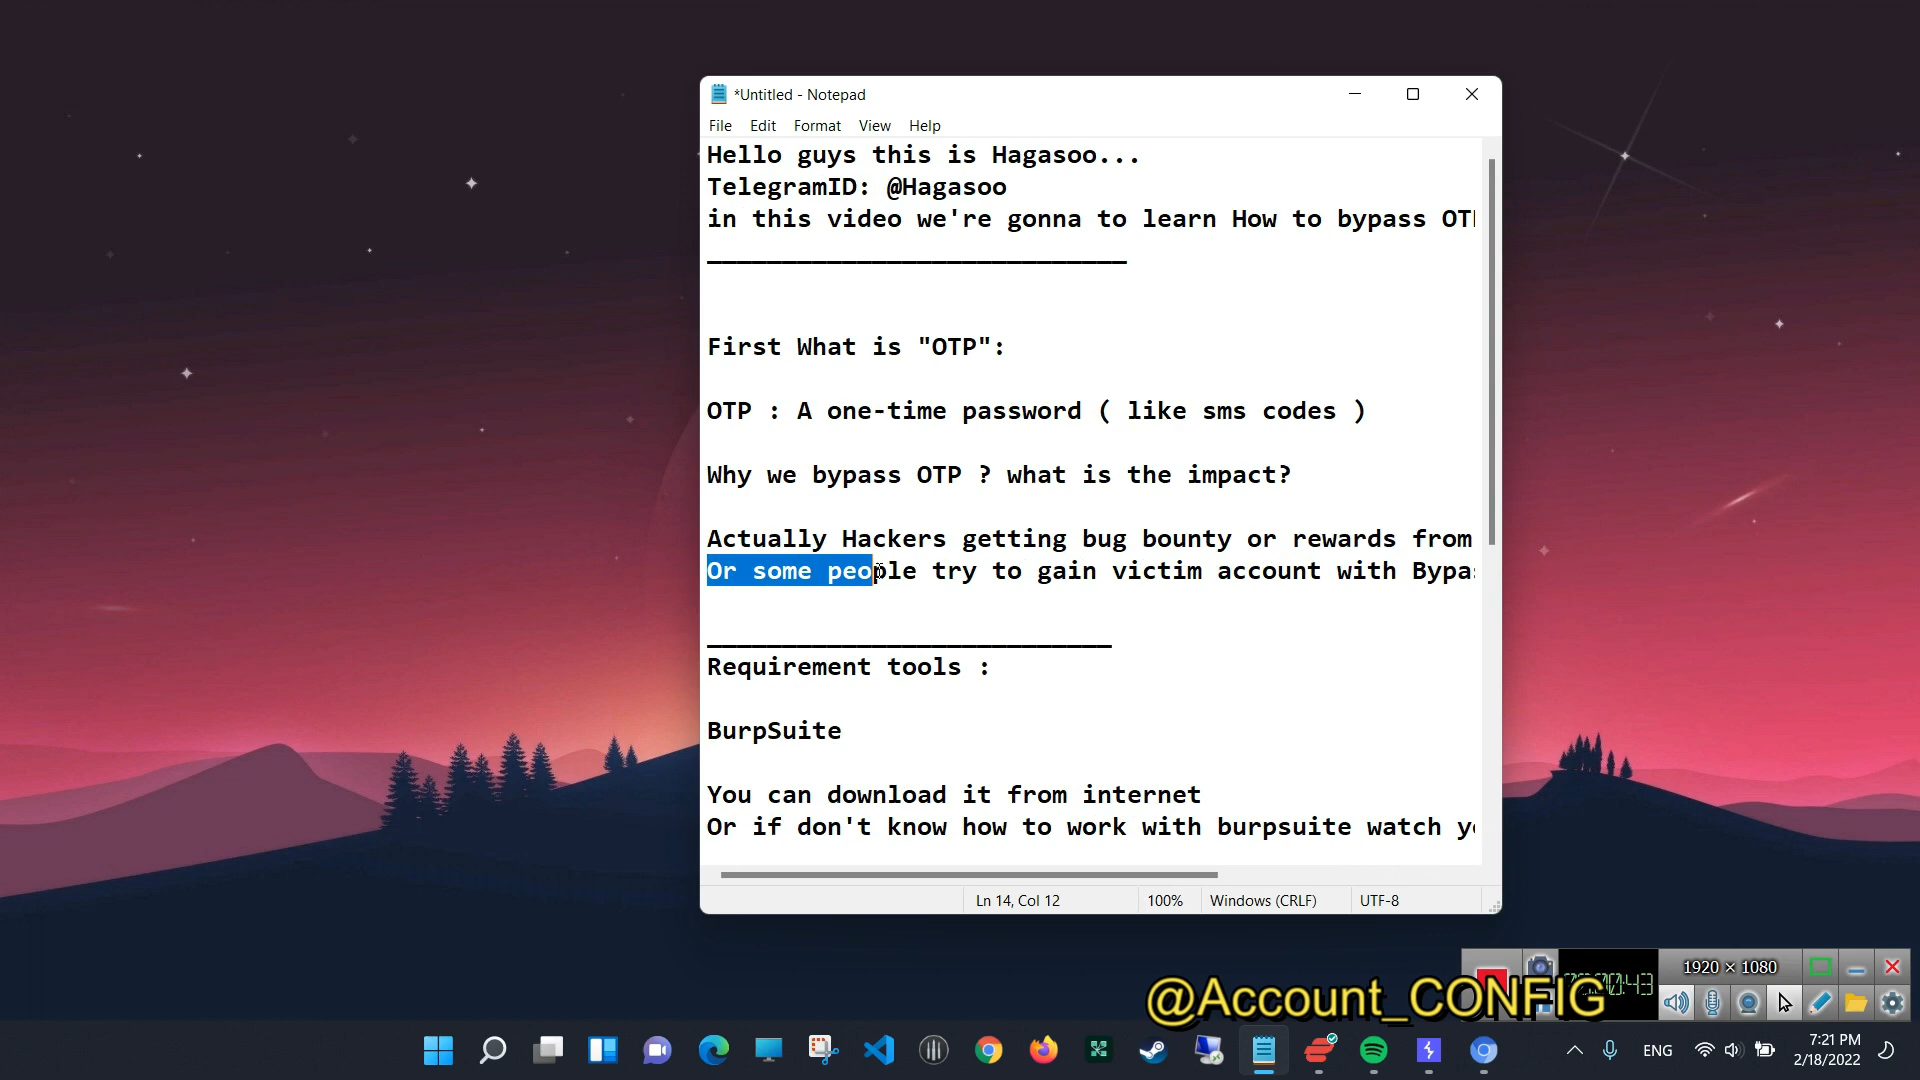 *Untitled - Notepad
File Edit Format View Help
Hello guys this is Hagasoo...
TelegramID: @Hagasoo
in this video we're gonna to learn How to bypass OTP
First What is "OTP":
OTP : A one-time password ( like sms codes )
Why we bypass OTP ? what is the impact?
Actually Hackers getting bug bounty or rewards from
Or some people try to gain victim account with Bypas
Requirement tools :
BurpSuite
You can download it from internet
Or if don't know how to work with burpsuite watch y
Ln 14, Col 12 100% Windows (CRLF) UTF-8
1920 × 1080
@Account_CONFIG
ENG
7:21 PM
2/18/2022